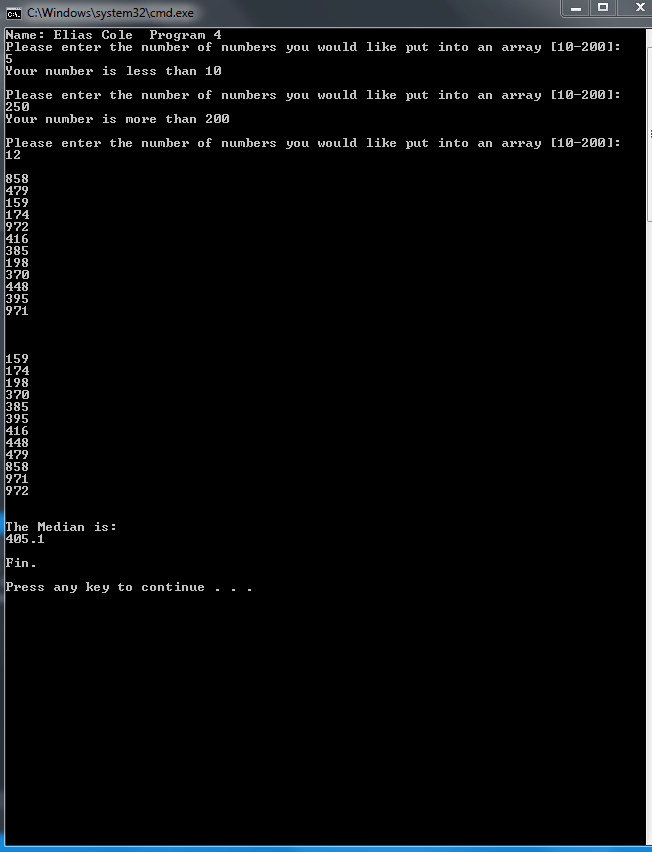 C:\Windows\system32\cmd.exe
Name: Elias Cole  Program 4
Please enter the number of numbers you would like put into an array [10-200]:
5
Your number is less than 10
Please enter the number of numbers you would like put into an array [10-200]:
250
Your number is more than 200
Please enter the number of numbers you would like put into an array [10-200]:
12
858
479
159
174
972
416
385
198
370
448
395
971
159
174
198
370
385
395
416
448
479
858
971
972
The Median is:
405.1
Fin.
Press any key to continue . . .